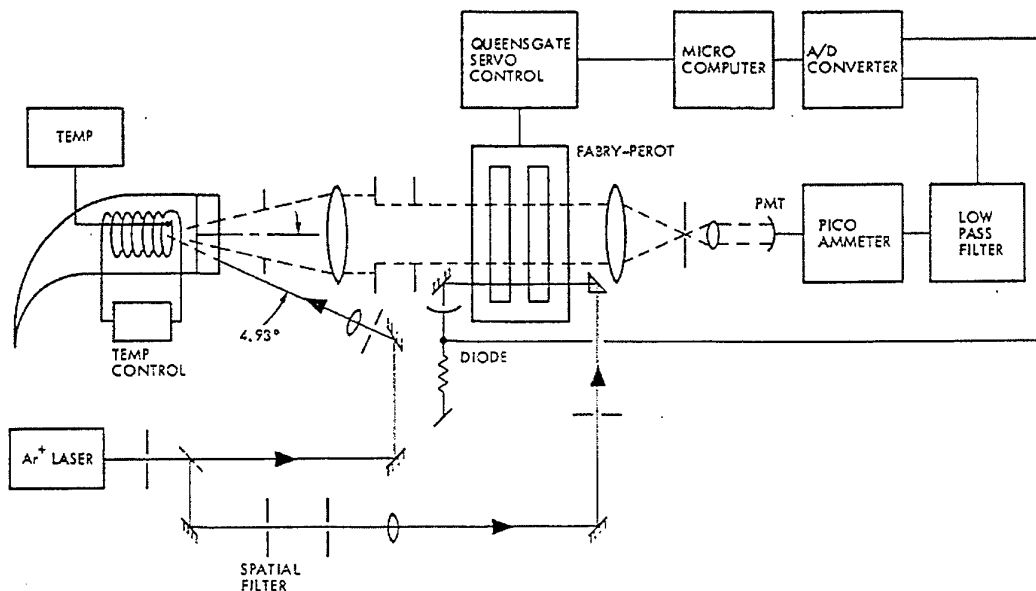 QUEENSGATE
SERVO
CONTROL
MICRO
COMPUTER
A/D
CONVERTER
TEMP
FABRY-PEROT
PMT
PICO
AMMETER
LOW
PASS
FILTER
4.93°
TEMP
CONTROL
DIODE
Ar+ LASER
SPATIAL
FILTER